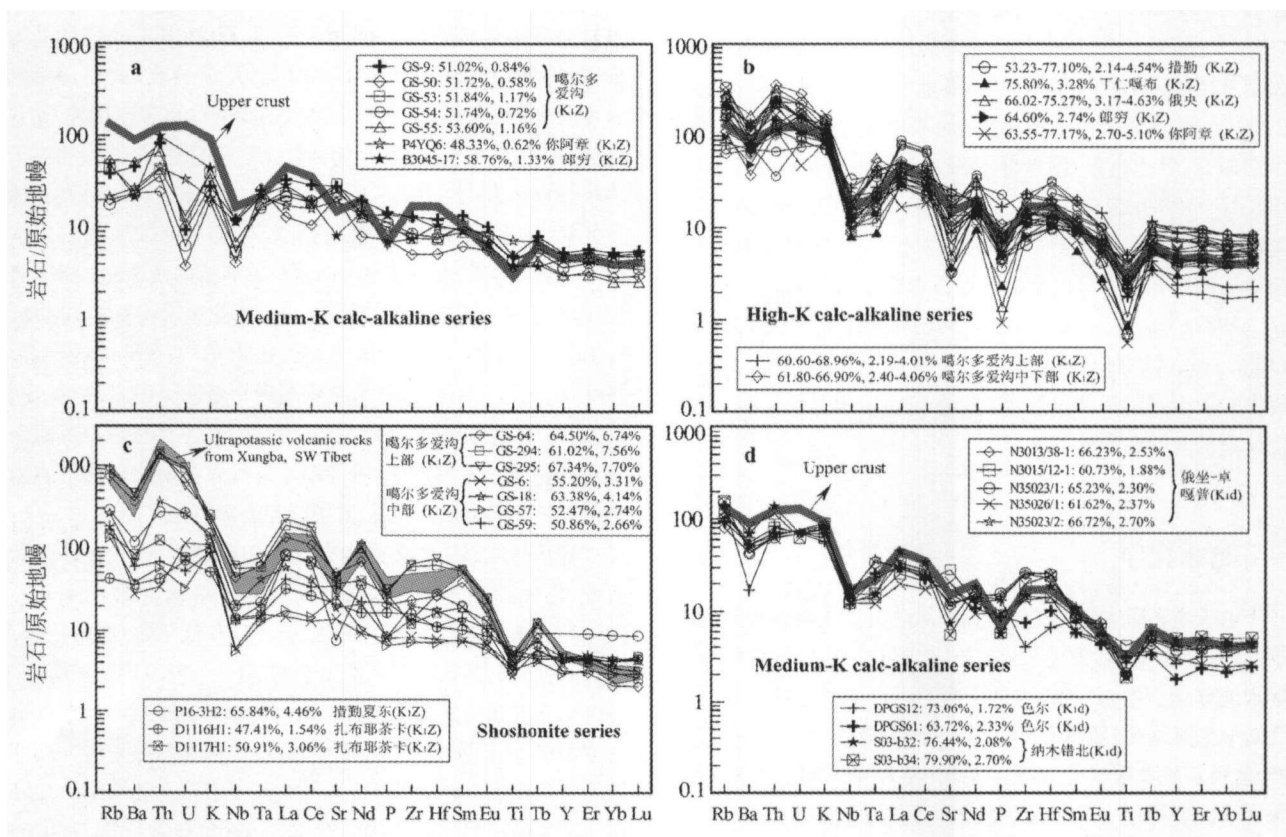 岩石/原始地幔
1000
100
10
1
0.1
a
Upper crust
GS-9: 51.02%, 0.84%
GS-50: 51.72%, 0.58%
GS-53: 51.84%, 1.17%
GS-54: 51.74%, 0.72%
GS-55: 53.60%, 1.16%
噶尔多
爱沟
(K₁Z)
P4YQ6: 48.33%, 0.62% 你阿章 (K₁Z)
B3045-17: 58.76%, 1.33% 郎穷 (K₁Z)
Medium-K calc-alkaline series
1000
100
10
1
0.1
b
53.23-77.10%, 2.14-4.54% 措勤 (K₁Z)
75.80%, 3.28% 丁仁嘎布 (K₁Z)
66.02-75.27%, 3.17-4.63% 俄央 (K₁Z)
64.60%, 2.74% 郎穷 (K₁Z)
63.55-77.17%, 2.70-5.10% 你阿章 (K₁Z)
High-K calc-alkaline series
60.60-68.96%, 2.19-4.01% 噶尔多爱沟上部 (K₁Z)
61.80-66.90%, 2.40-4.06% 噶尔多爱沟中下部 (K₁Z)
岩石/原始地幔
000
100
10
1
0.1
c
Ultrapotassic volcanic rocks
from Xungba, SW Tibet
噶尔多爱沟
上部 (K₁Z)
GS-64: 64.50%, 6.74%
GS-294: 61.02%, 7.56%
GS-295: 67.34%, 7.70%
噶尔多爱沟
中部 (K₁Z)
GS-6: 55.20%, 3.31%
GS-18: 63.38%, 4.14%
GS-57: 52.47%, 2.74%
GS-59: 50.86%, 2.66%
P16-3H2: 65.84%, 4.46% 措勤夏东(K₁Z)
D1116H1: 47.41%, 1.54% 扎布耶茶卡(K₁Z)
D1117H1: 50.91%, 3.06% 扎布耶茶卡(K₁Z)
Shoshonite series
Rb Ba Th U K Nb Ta La Ce Sr Nd P Zr Hf Sm Eu Ti Tb Y Er Yb Lu
1000
100
10
1
0.1
d
Upper crust
N3013/38-1: 66.23%, 2.53%
N3015/12-1: 60.73%, 1.88%
N35023/1: 65.23%, 2.30%
N35026/1: 61.62%, 2.37%
N35023/2: 66.72%, 2.70%
俄坐-卓
嘎普(K₁d)
Medium-K calc-alkaline series
DPGS12: 73.06%, 1.72% 色尔 (K₁d)
DPGS61: 63.72%, 2.33% 色尔 (K₁d)
S03-b32: 76.44%, 2.08%
S03-b34: 79.90%, 2.70%
纳木错北(K₁d)
Rb Ba Th U K Nb Ta La Ce Sr Nd P Zr Hf Sm Eu Ti Tb Y Er Yb Lu